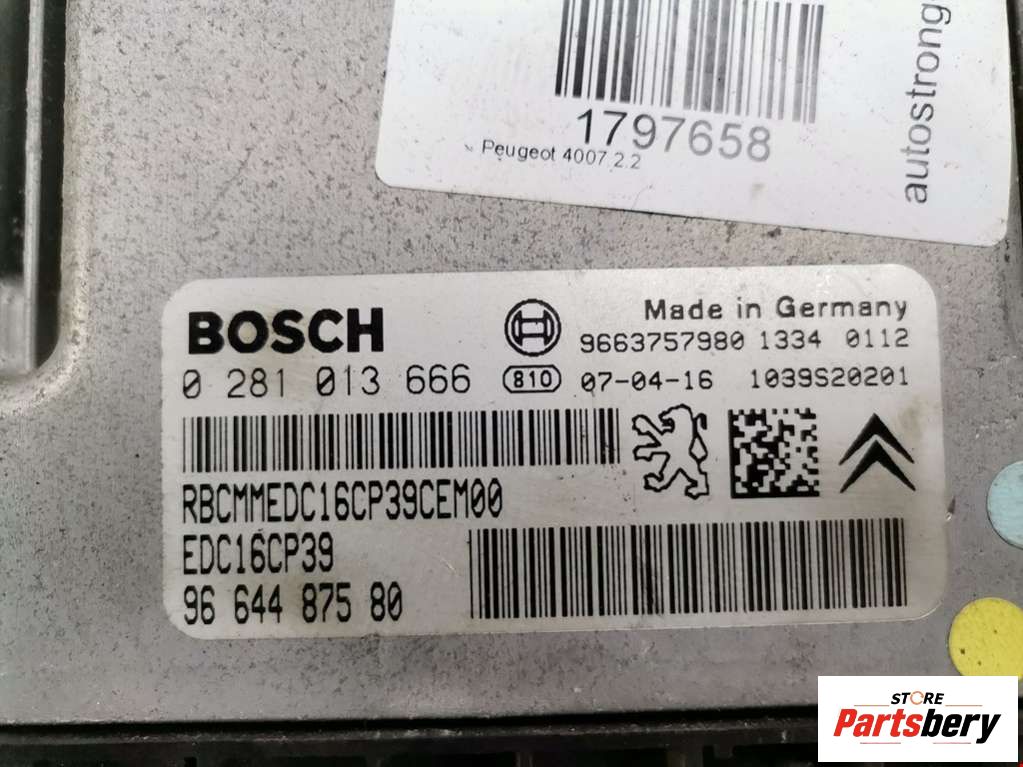 1797658
Peugeot 4007 2.2
autostrong
BOSCH
Made in Germany
9663757980 1334 0112
0 281 013 666 810 07-04-16 1039S20201
RBCMMEDC16CP39CEM00
EDC16CP39
96 644 875 80
STORE
Partsbery